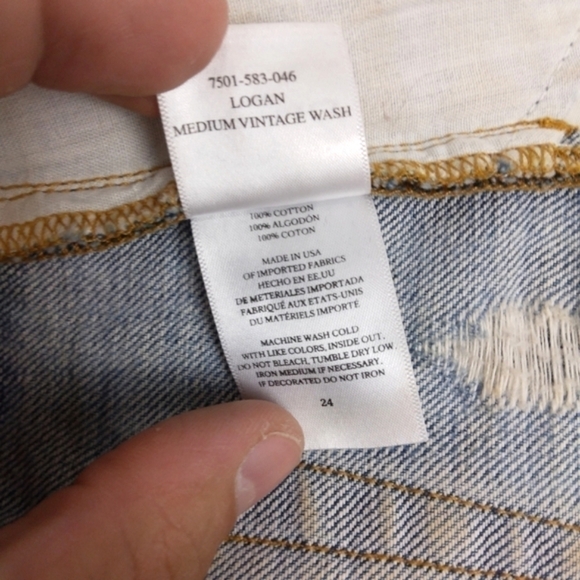 7501-583-046
LOGAN
MEDIUM VINTAGE WASH
100% COTTON
100% ALGODÓN
100% COTON
MADE IN USA
OF IMPORTED FABRICS
HECHO EN EE.UU
DE METERIALES IMPORTADA
FABRIQUÉ AUX ETATS-UNIS
DU MATÉRIELS IMPORTÉ
MACHINE WASH COLD
WITH LIKE COLORS, INSIDE OUT,
DO NOT BLEACH, TUMBLE DRY LOW
IRON MEDIUM IF NECESSARY.
IF DECORATED DO NOT IRON
24